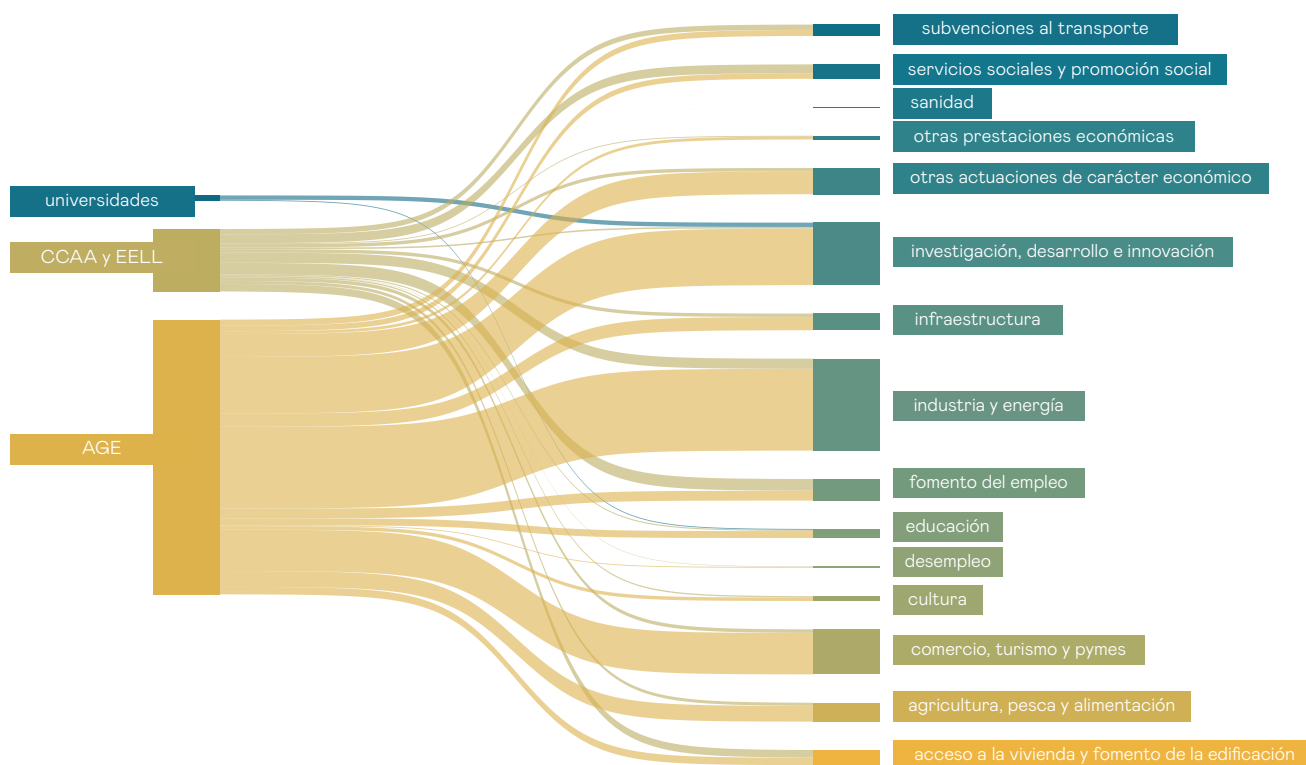 universidades
CCAA y EELL
AGE
subvenciones al transporte
servicios sociales y promoción social
sanidad
otras prestaciones económicas
otras actuaciones de carácter económico
investigación, desarrollo e innovación
infraestructura
industria y energía
fomento del empleo
educación
desempleo
cultura
comercio, turismo y pymes
agricultura, pesca y alimentación
acceso a la vivienda y fomento de la edificación